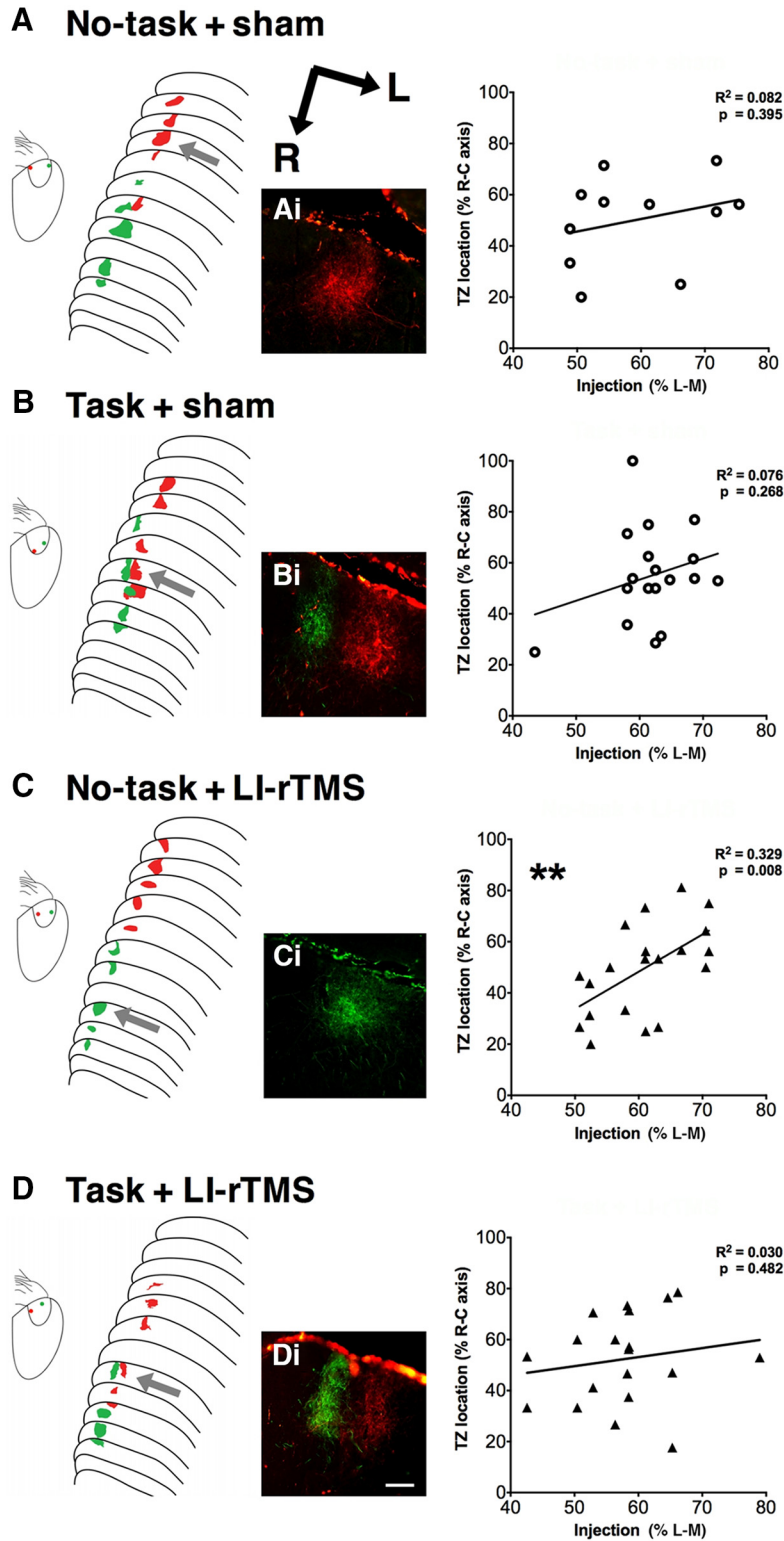 A No-task + sham
L
R
Ai
R² = 0.082
p = 0.395
TZ location (% R-C axis)
100
80
60
40
20
0
40 50 60 70 80
Injection (% L-M)
B Task + sham
Bi
R² = 0.076
p = 0.268
TZ location (% R-C axis)
100
80
60
40
20
0
40 50 60 70 80
Injection (% L-M)
C No-task + LI-rTMS
Ci
**
R² = 0.329
p = 0.008
TZ location (% R-C axis)
100
80
60
40
20
0
40 50 60 70 80
Injection (% L-M)
D Task + LI-rTMS
Di
R² = 0.030
p = 0.482
TZ location (% R-C axis)
100
80
60
40
20
0
40 50 60 70 80
Injection (% L-M)